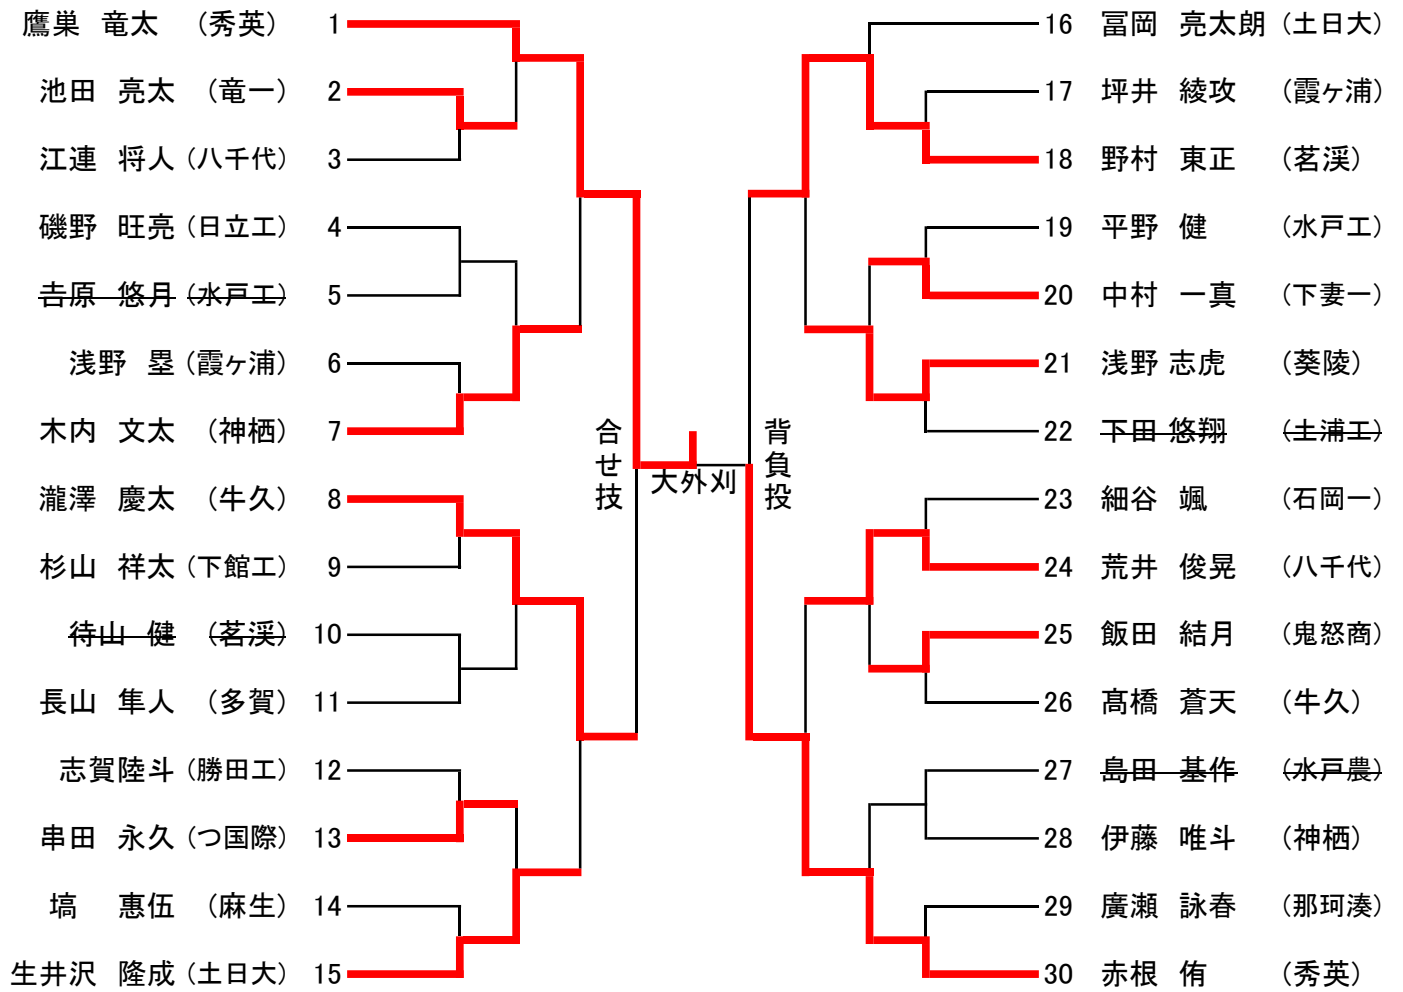 鷹巣 竜太 (秀英) 1
池田 亮太 (竜一) 2
江連 将人 (八千代) 3
磯野 旺亮 (日立工) 4
𠮷原 悠月 (水戸工) 5
浅野 塁 (霞ヶ浦) 6
木内 文太 (神栖) 7
瀧澤 慶太 (牛久) 8
杉山 祥太 (下館工) 9
待山 健 (茗渓) 10
長山 隼人 (多賀) 11
志賀陸斗 (勝田工) 12
串田 永久 (つ国際) 13
塙 惠伍 (麻生) 14
生井沢 隆成 (土日大) 15
合せ技
大外刈
背負投
16 冨岡 亮太朗 (土日大)
17 坪井 綾攻 (霞ヶ浦)
18 野村 東正 (茗渓)
19 平野 健 (水戸工)
20 中村 一真 (下妻一)
21 浅野 志虎 (葵陵)
22 下田 悠翔 (土浦工)
23 細谷 颯 (石岡一)
24 荒井 俊晃 (八千代)
25 飯田 結月 (鬼怒商)
26 髙橋 蒼天 (牛久)
27 島田 基作 (水戸農)
28 伊藤 唯斗 (神栖)
29 廣瀬 詠春 (那珂湊)
30 赤根 侑 (秀英)